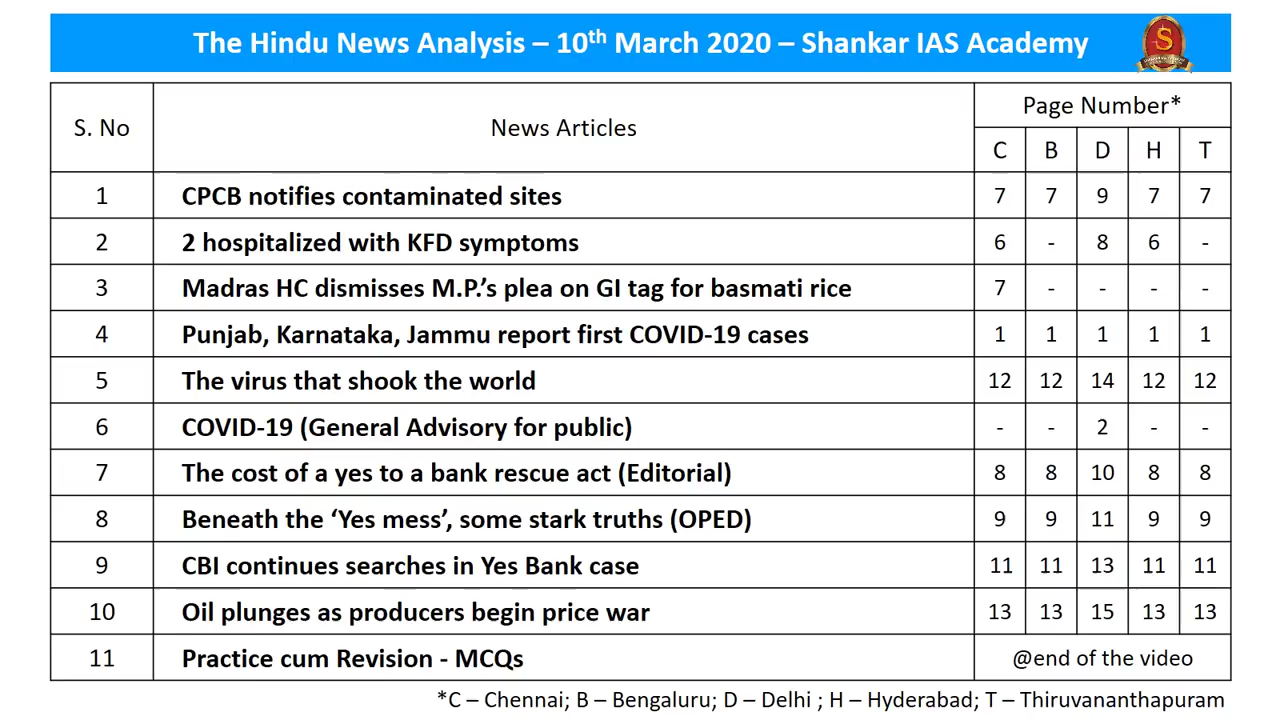 The Hindu News Analysis – 10th March 2020 – Shankar IAS Academy
S
S. No News Articles Page Number*
C B D H T
1 CPCB notifies contaminated sites 7 7 9 7 7
2 2 hospitalized with KFD symptoms 6 - 8 6 -
3 Madras HC dismisses M.P.’s plea on GI tag for basmati rice 7 - - - -
4 Punjab, Karnataka, Jammu report first COVID-19 cases 1 1 1 1 1
5 The virus that shook the world 12 12 14 12 12
6 COVID-19 (General Advisory for public) - - 2 - -
7 The cost of a yes to a bank rescue act (Editorial) 8 8 10 8 8
8 Beneath the ‘Yes mess’, some stark truths (OPED) 9 9 11 9 9
9 CBI continues searches in Yes Bank case 11 11 13 11 11
10 Oil plunges as producers begin price war 13 13 15 13 13
11 Practice cum Revision - MCQs @end of the video
*C – Chennai; B – Bengaluru; D – Delhi ; H – Hyderabad; T – Thiruvananthapuram